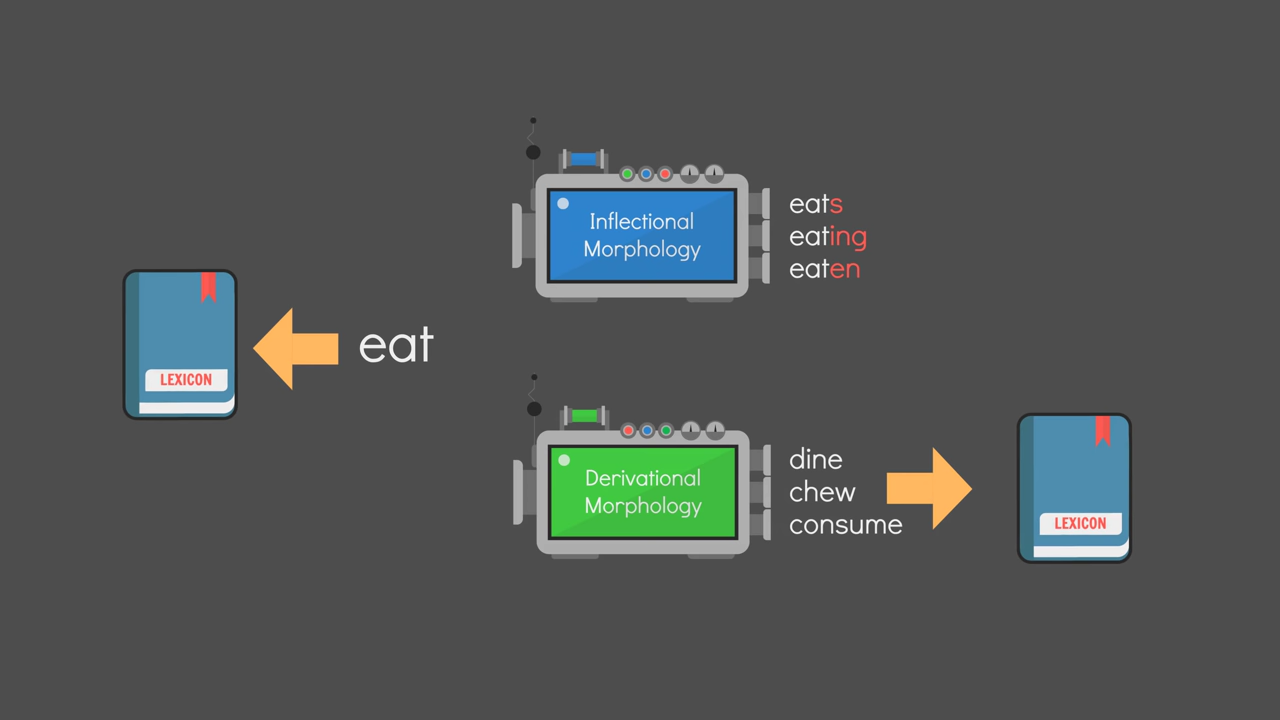 Inflectional
Morphology
eats
eating
eaten
LEXICON
eat
Derivational
Morphology
dine
chew
consume
LEXICON